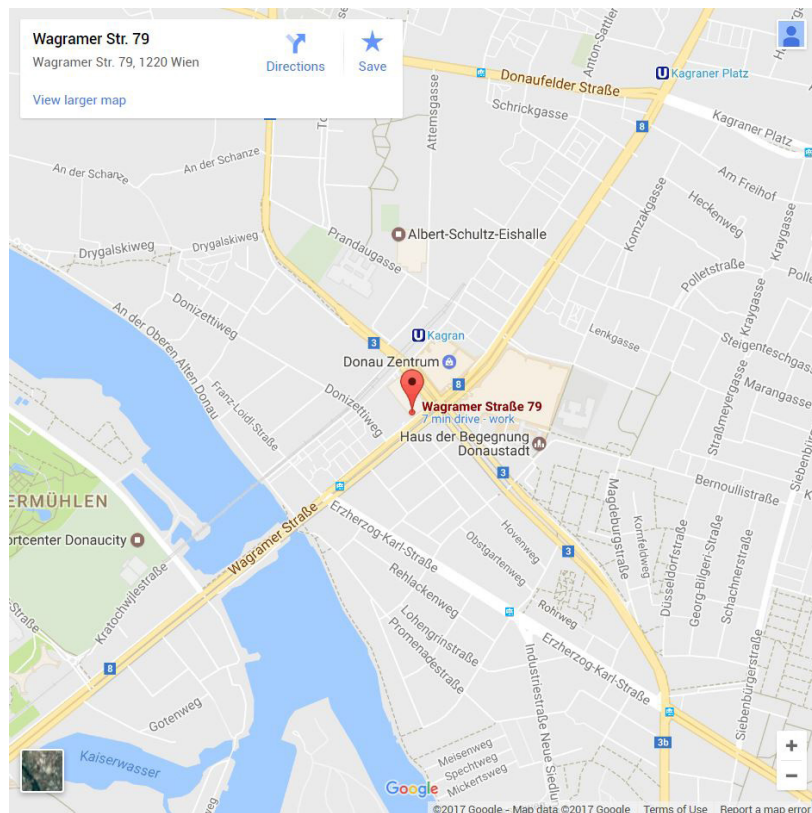 Wagramer Str. 79
Wagramer Str. 79, 1220 Wien
Directions
Save
View larger map
Donaufelder Straße
Anton-Sattler
U Kagraner Platz
Kagraner Platz
Schrickgasse
Attemsgasse
8
An der Schanze
An der Schanze
Am Freihof
Heckenweg
Komzakgasse
Kraygasse
Drygalskiweg
Drygalskiweg
Prandaugasse
Albert-Schultz-Eishalle
Polletstraße
Kraygasse
Donizettiweg
An der Oberen Alten Donau
3
U Kagran
Lenkgasse
Steigenteschgasse
Donau Zentrum
8
Marangasse
Franz-Loidl-Straße
Donizettiweg
Wagramer Straße 79
7 min drive - work
Straßmeyergasse
Haus der Begegnung
Donaustadt
3
Bernoullistraße
ERMÜHLEN
ortcenter Donaucity
Wagramer Straße
Erzherzog-Karl-Straße
Hovenweg
Obstgartenweg
3
Magdeburgstraße
Kornfeldweg
Düsseldorfstraße
Georg-Bilgeri-Straße
Schachnerstraße
Kratochwjlestraße
Rehlackenweg
Rohrweg
Lohengrinstraße
Promenadestraße
Erzherzog-Karl-Straße
Industriestraße
Neue Siedlu
Siebenbürgerstraße
8
Gotenweg
3b
Kaiserwasser
Meisenweg
Spechtweg
Mickertsweg
+
−
Google
©2017 Google - Map data ©2017 Google Terms of Use Report a map error